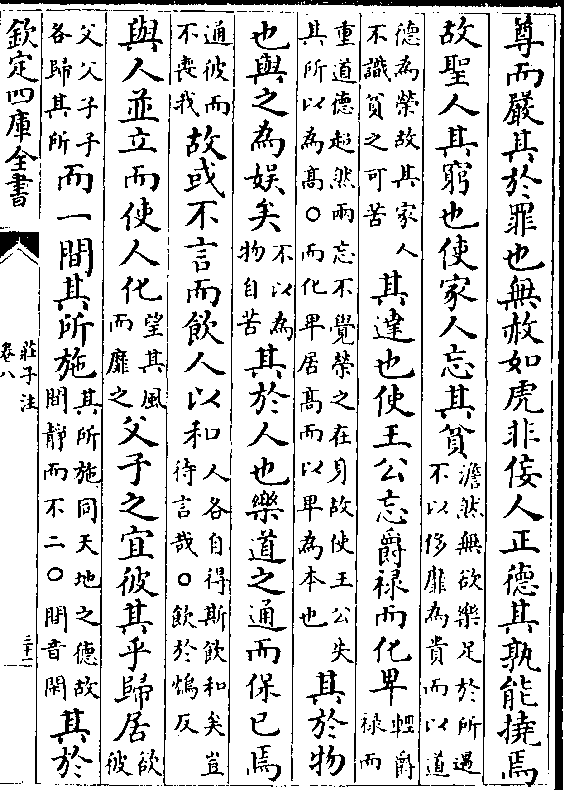 尊而嚴其於罪也無赦如虎非佞人正德其孰能撓焉
故聖人其窮也使家人忘其貧澹然無欲樂足於所遇不以侈靡為貴而以道
德為榮故其家人不識貧之可苦其達也使王公忘爵禄而化卑輕爵禄而
重道德超然兩忘不覺榮之在身故使王公失其所以為髙○而化卑居髙而以卑為本也其於物
也與之為娱矣不以為物自苦其於人也樂道之通而保已焉
通彼而不喪我故或不言而飲人以和人各自得斯飲和矣豈待言哉○飲於鴆反
與人並立而使人化望其風而靡之父子之宜彼其乎歸居欲彼
父父子子各歸其所而一間其所施其所施同天地之德故閒靜而不二○間音閑其於
欽定四庫全書
莊子注
卷八
三十一